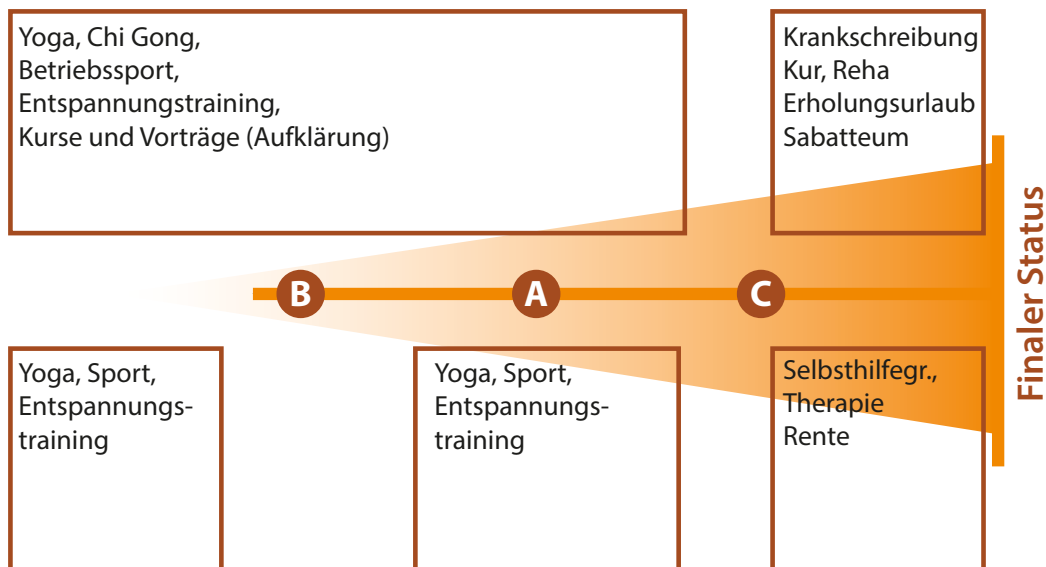 Yoga, Chi Gong,
Betriebssport,
Entspannungstraining,
Kurse und Vorträge (Aufklärung)
Krankschreibung
Kur, Reha
Erholungsurlaub
Sabatteum
B
A
C
Finaler Status
Yoga, Sport,
Entspannungs-
training
Yoga, Sport,
Entspannungs-
training
Selbsthilfegr.,
Therapie
Rente